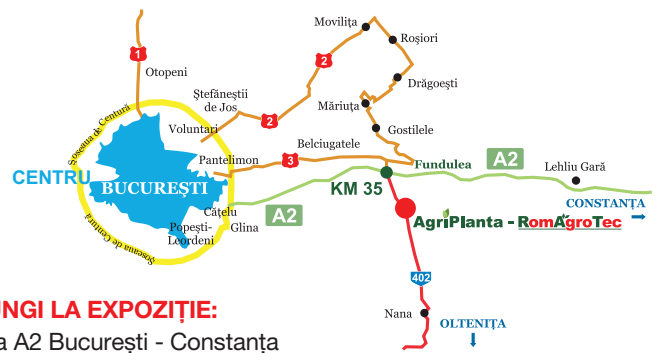 Movilița
1
Roșiori
Otopeni
2
Ștefăneștii
de Jos
Drăgoești
Măriuța
Șoseaua de Centură
2
Voluntari
Gostilele
Belciugatele
Pantelimon
3
Fundulea
A2
Lehliu Gară
CENTRU
BUCUREȘTI
KM 35
CONSTANȚA
Cățelu
A2
AgriPlanta - RomAgroTec
Popești-
Leordeni
Glina
Șoseaua de Centură
402
UNGI LA EXPOZIȚIE:
Nana
OLTENIȚA
a A2 București - Constanța